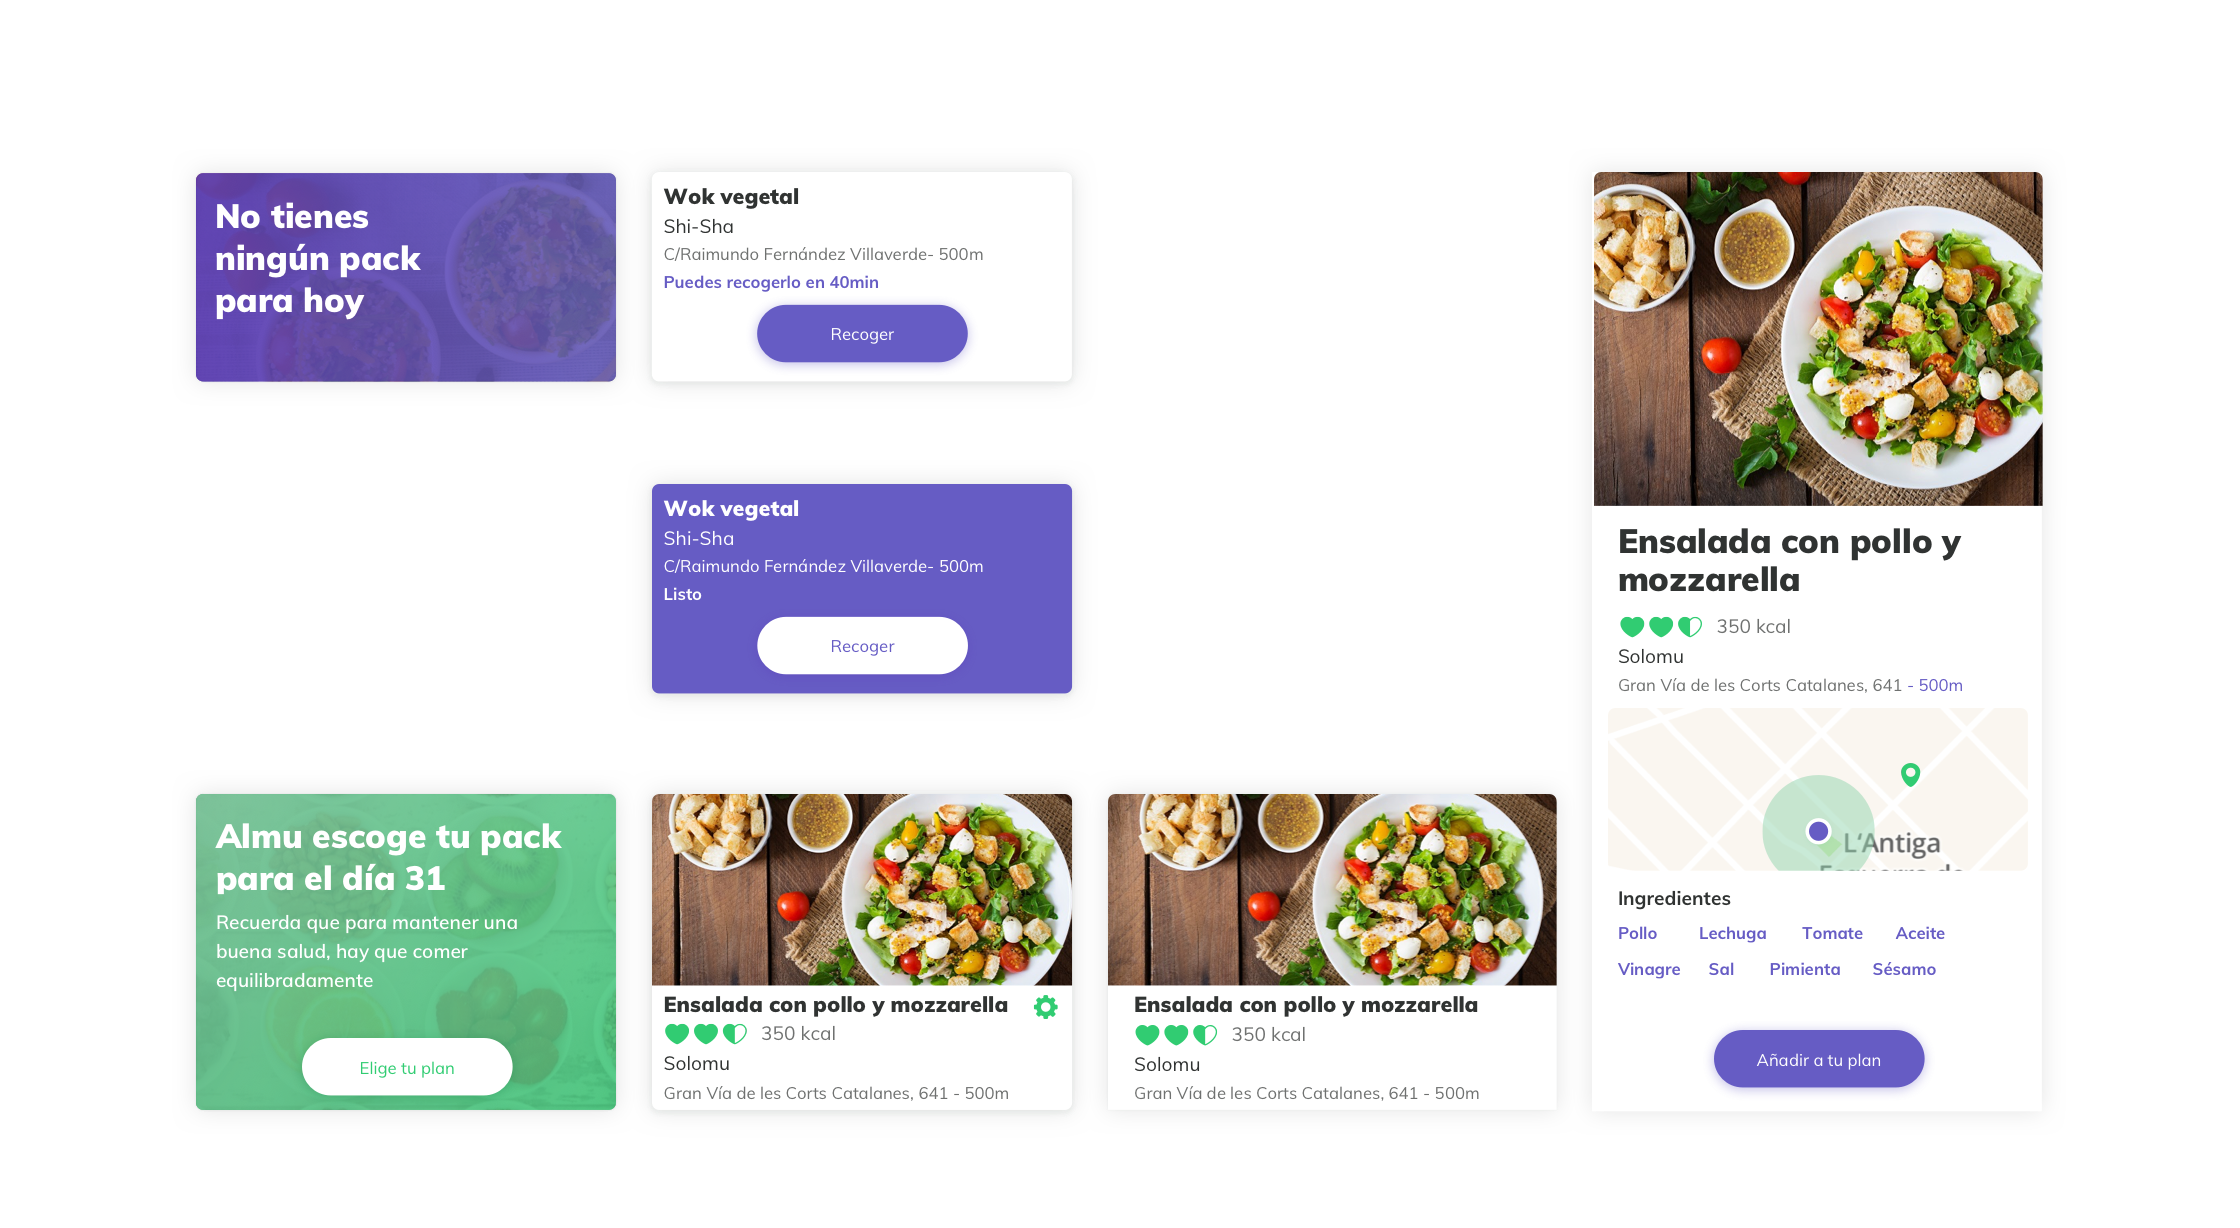 No tienes
ningún pack
para hoy
Wok vegetal
Shi-Sha
C/Raimundo Fernández Villaverde- 500m
Puedes recogerlo en 40min
Recoger
Wok vegetal
Shi-Sha
C/Raimundo Fernández Villaverde- 500m
Listo
Recoger
Almu escoge tu pack
para el día 31
Recuerda que para mantener una
buena salud, hay que comer
equilibradamente
Elige tu plan
Ensalada con pollo y mozzarella
350 kcal
Solomu
Gran Vía de les Corts Catalanes, 641 - 500m
Ensalada con pollo y mozzarella
350 kcal
Solomu
Gran Vía de les Corts Catalanes, 641 - 500m
Ensalada con pollo y
mozzarella
350 kcal
Solomu
Gran Vía de les Corts Catalanes, 641 - 500m
L'Antiga
Ingredientes
Pollo Lechuga Tomate Aceite
Vinagre Sal Pimienta Sésamo
Añadir a tu plan